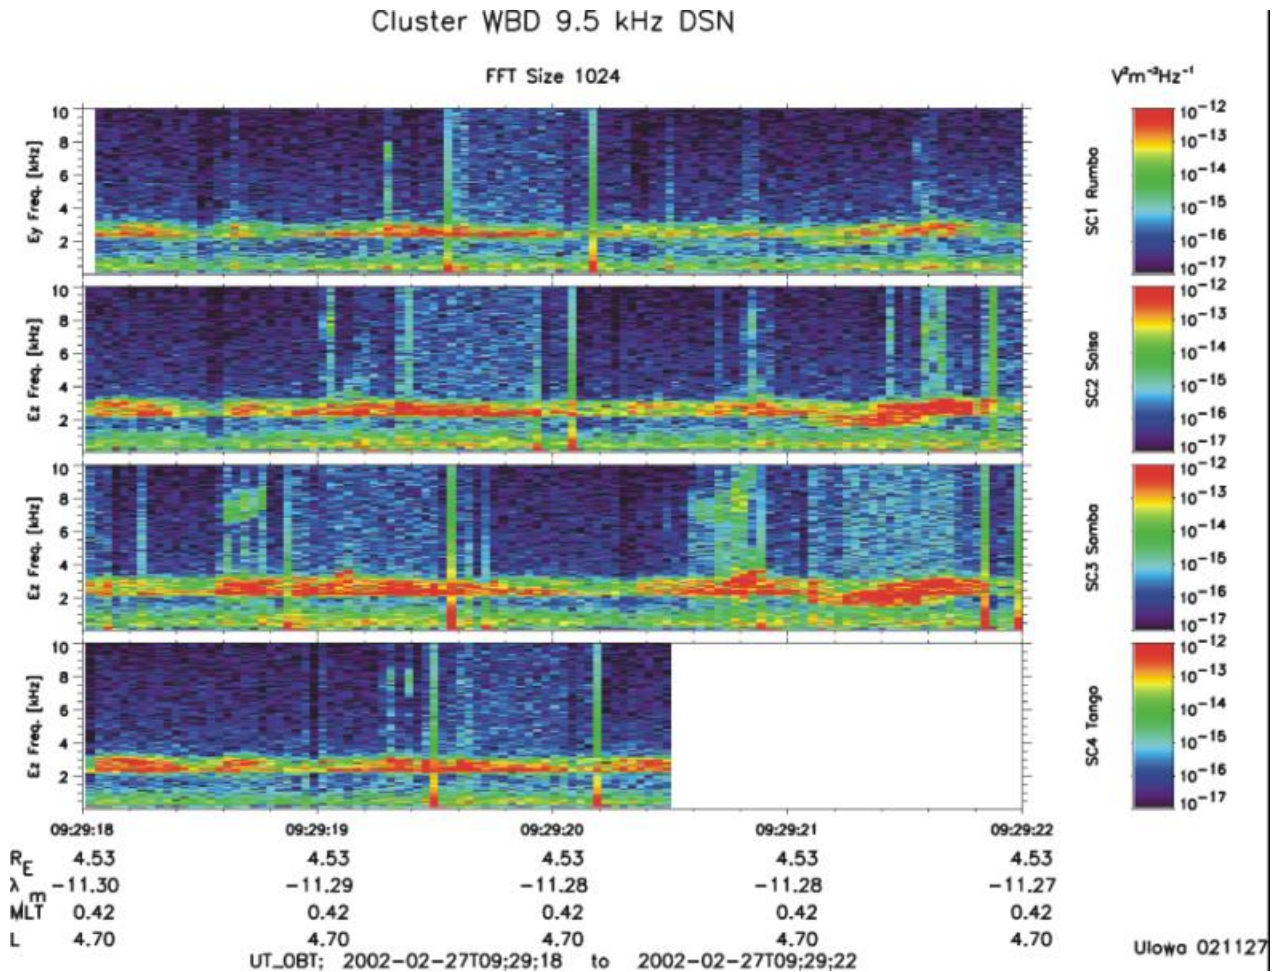 Cluster WBD 9.5 kHz DSN
FFT Size 1024
V²m⁻²Hz⁻¹
10
8
6
4
2
Ey Freq. [kHz]
10⁻¹²
10⁻¹³
10⁻¹⁴
10⁻¹⁵
10⁻¹⁶
10⁻¹⁷
SC1 Rumba
10
8
6
4
2
Ez Freq. [kHz]
10⁻¹²
10⁻¹³
10⁻¹⁴
10⁻¹⁵
10⁻¹⁶
10⁻¹⁷
SC2 Salsa
10
8
6
4
2
Ez Freq. [kHz]
10⁻¹²
10⁻¹³
10⁻¹⁴
10⁻¹⁵
10⁻¹⁶
10⁻¹⁷
SC3 Samba
10
8
6
4
2
Ez Freq. [kHz]
10⁻¹²
10⁻¹³
10⁻¹⁴
10⁻¹⁵
10⁻¹⁶
10⁻¹⁷
SC4 Tango
09:29:18 09:29:19 09:29:20 09:29:21 09:29:22
R_E 4.53 4.53 4.53 4.53 4.53
λ_m −11.30 −11.29 −11.28 −11.28 −11.27
MLT 0.42 0.42 0.42 0.42 0.42
L 4.70 4.70 4.70 4.70 4.70
UT_OBT: 2002−02−27T09;29;18 to 2002−02−27T09;29;22
UIowa 021127